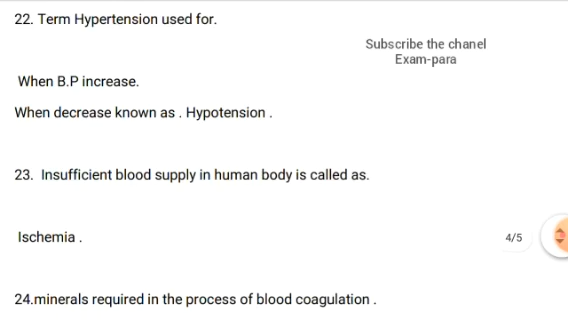 22. Term Hypertension used for.
Subscribe the chanel
Exam-para
When B.P increase.
When decrease known as . Hypotension .
23. Insufficient blood supply in human body is called as.
Ischemia .
4/5
24.minerals required in the process of blood coagulation .